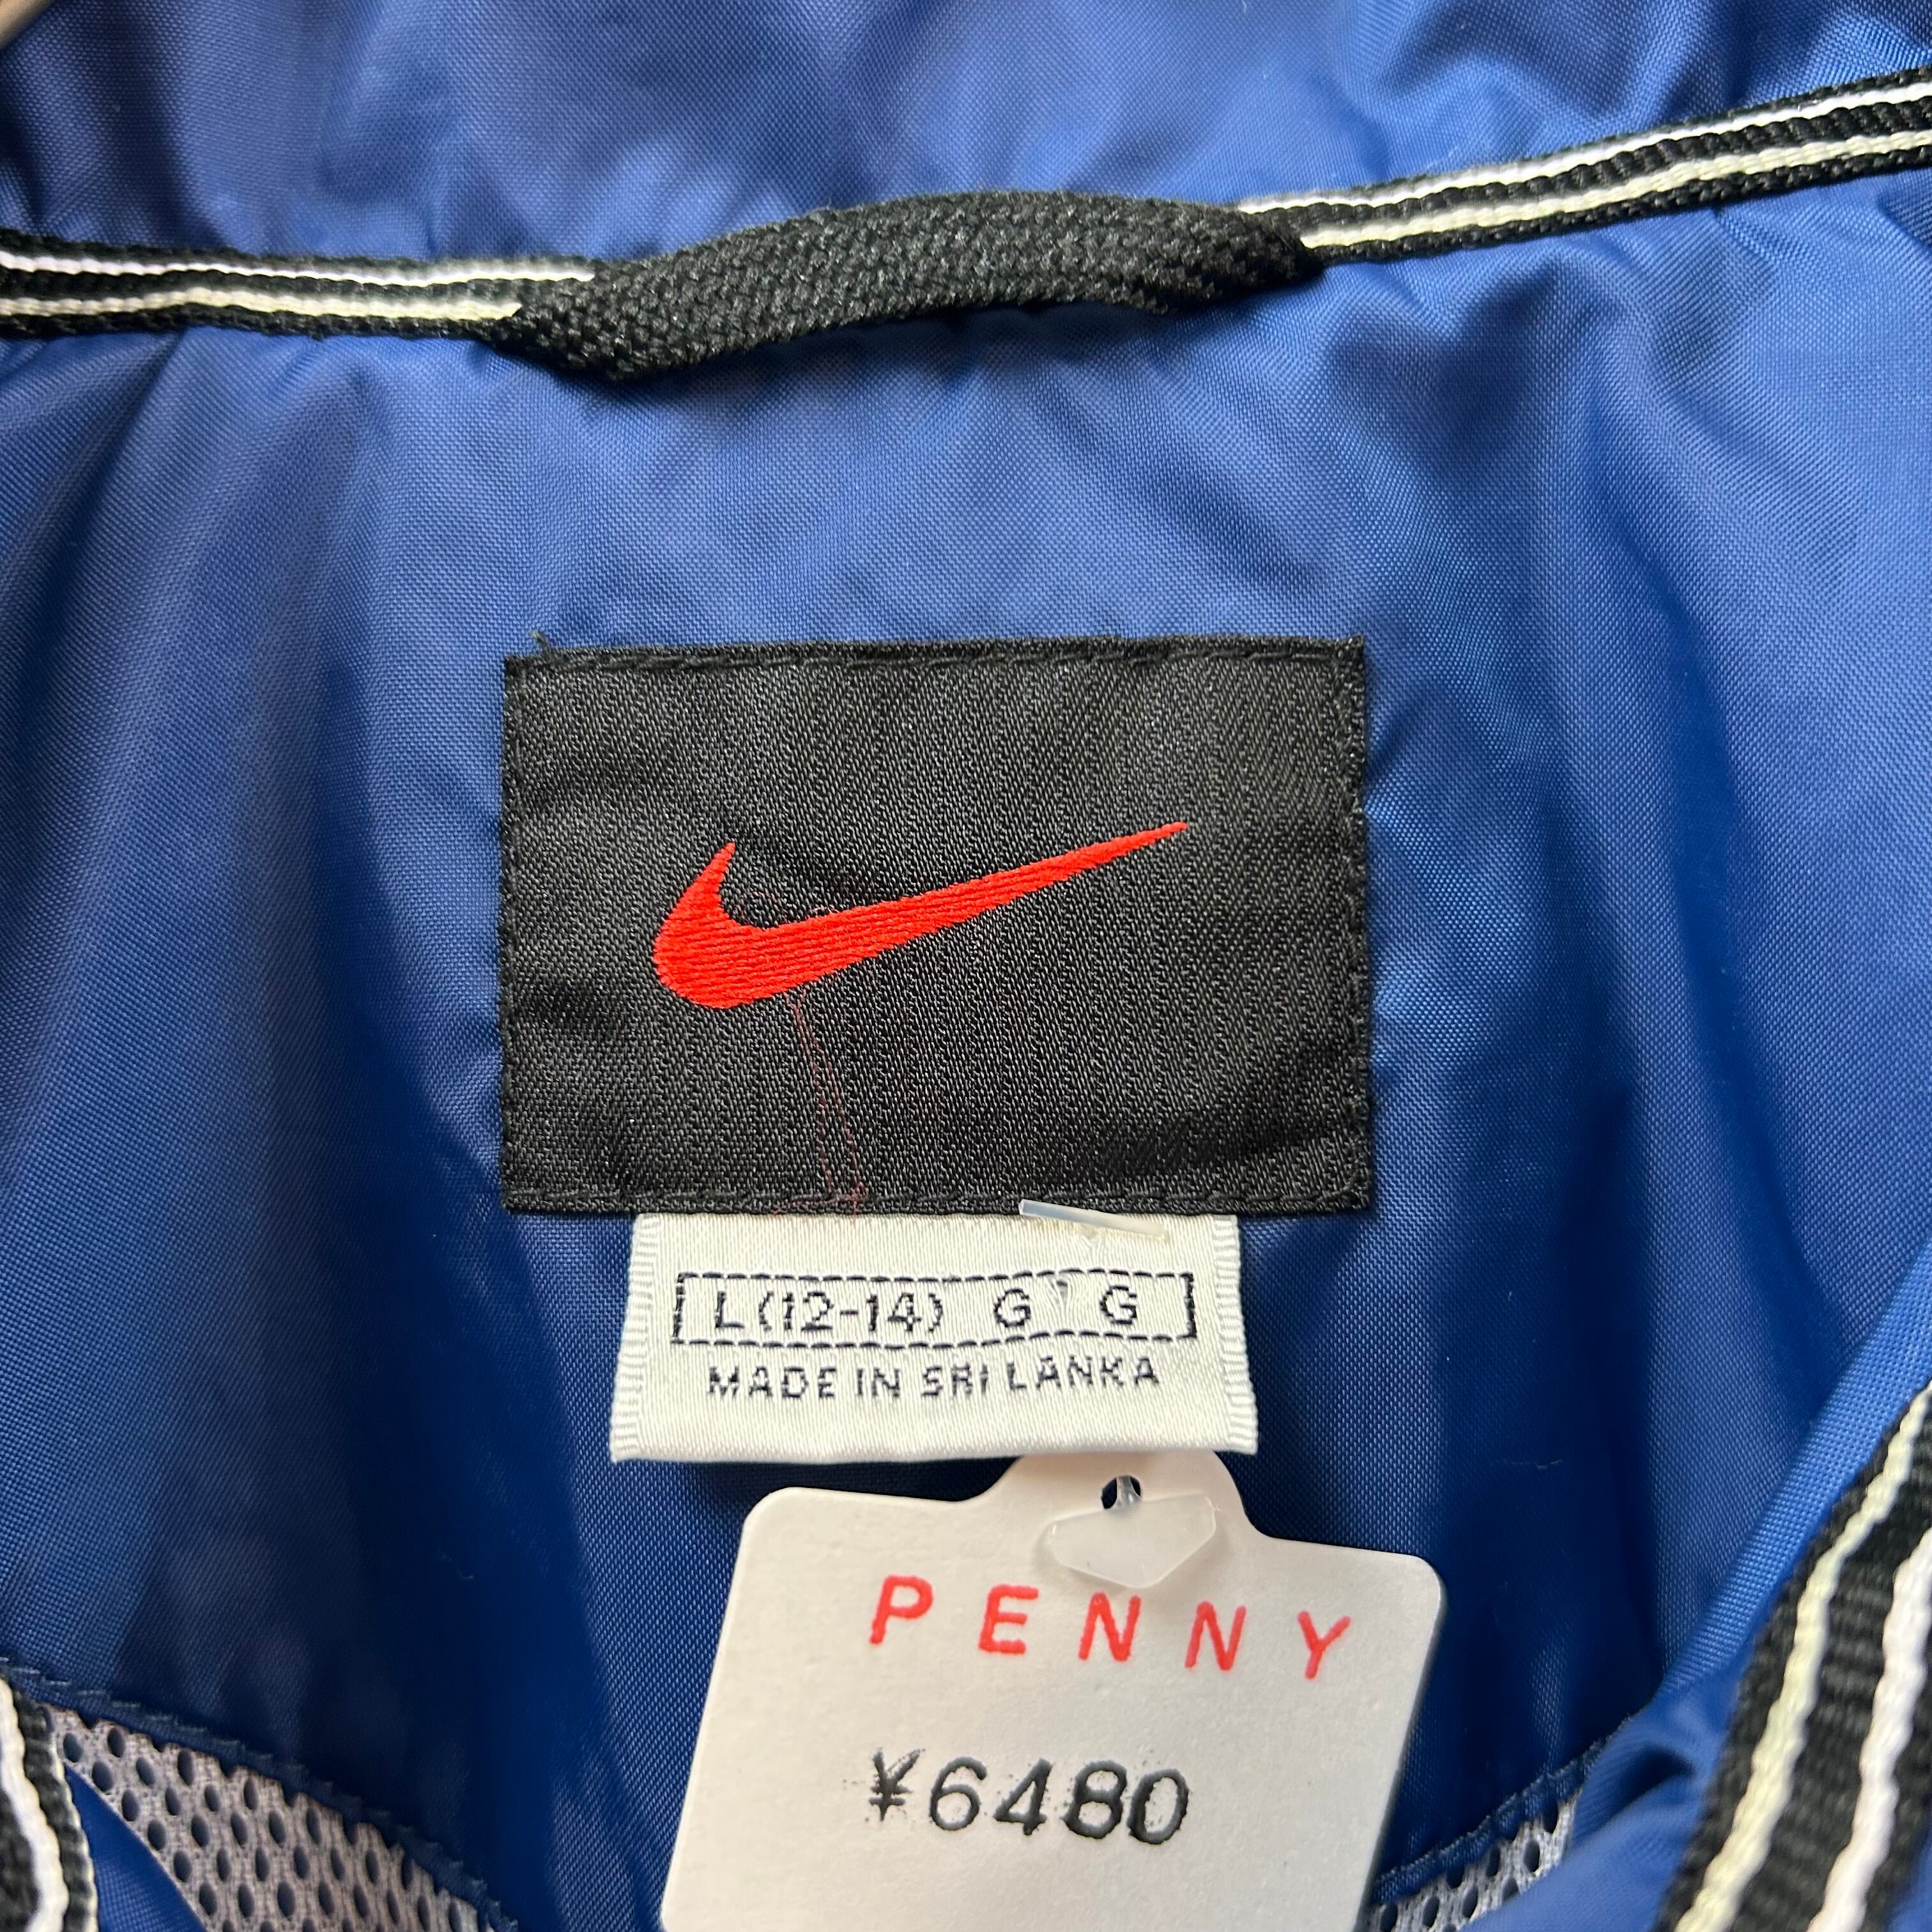 L(12-14) G G
MADE IN SRI LANKA
PENNY
¥6480